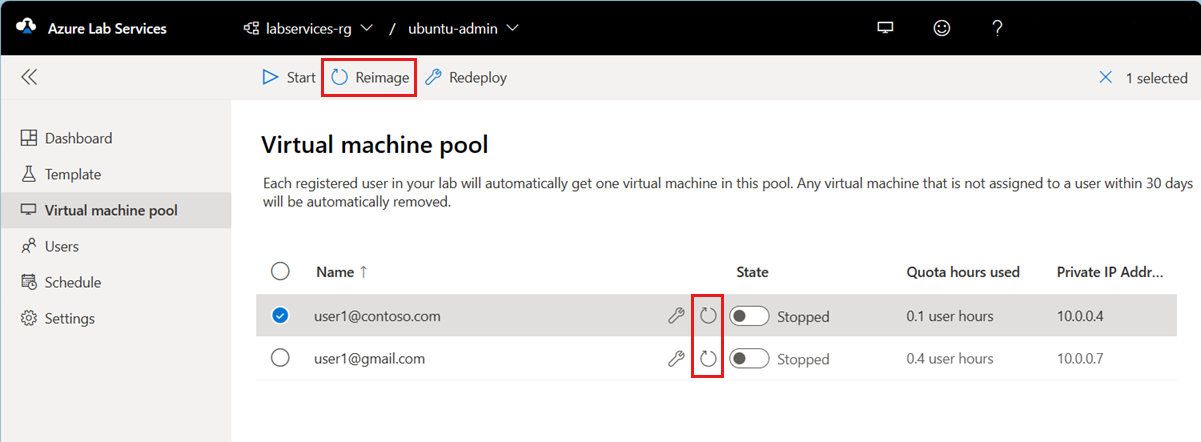 Azure Lab Services labservices-rg / ubuntu-admin ?
Start Reimage Redeploy 1 selected
Dashboard
Template
Virtual machine pool
Users
Schedule
Settings
Virtual machine pool
Each registered user in your lab will automatically get one virtual machine in this pool. Any virtual machine that is not assigned to a user within 30 days
will be automatically removed.
Name ↑ State Quota hours used Private IP Addr...
user1@contoso.com Stopped 0.1 user hours 10.0.0.4
user1@gmail.com Stopped 0.4 user hours 10.0.0.7